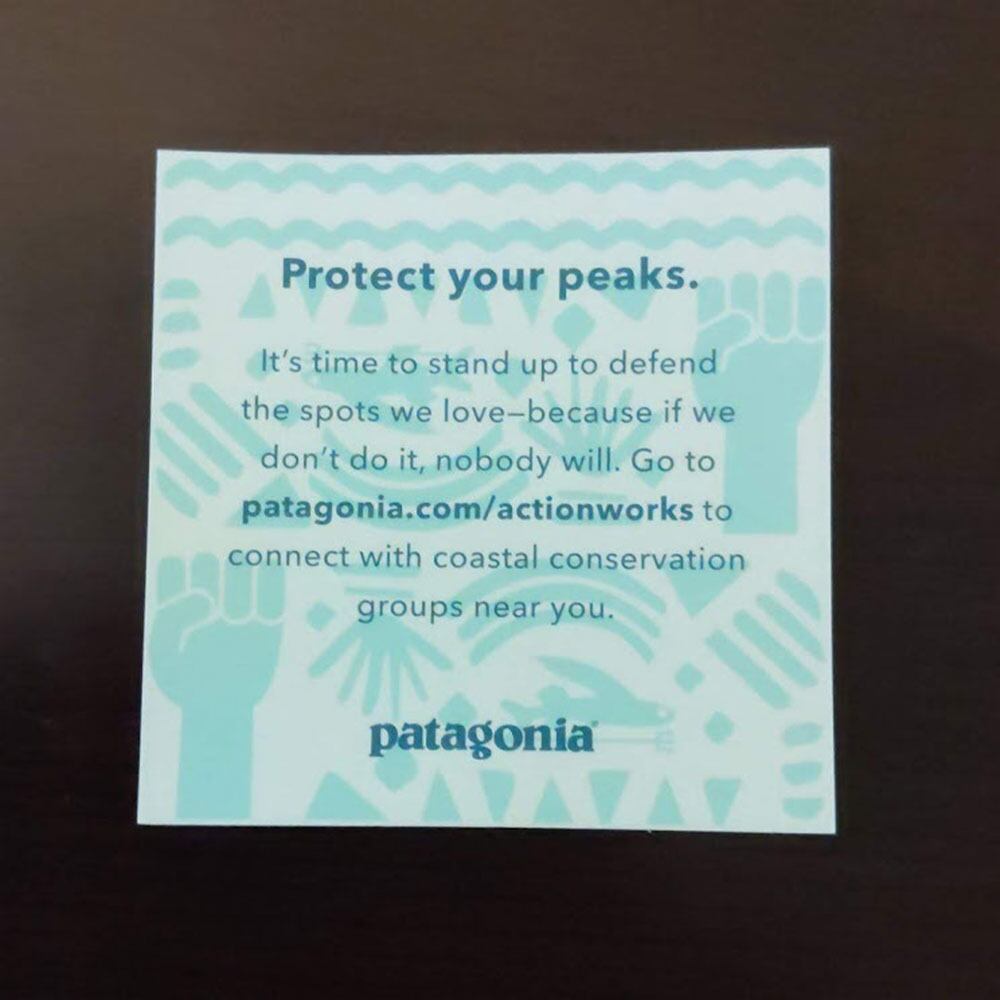 Protect your peaks.
It's time to stand up to defend
the spots we love—because if we
don't do it, nobody will. Go to
patagonia.com/actionworks to
connect with coastal conservation
groups near you.
patagonia